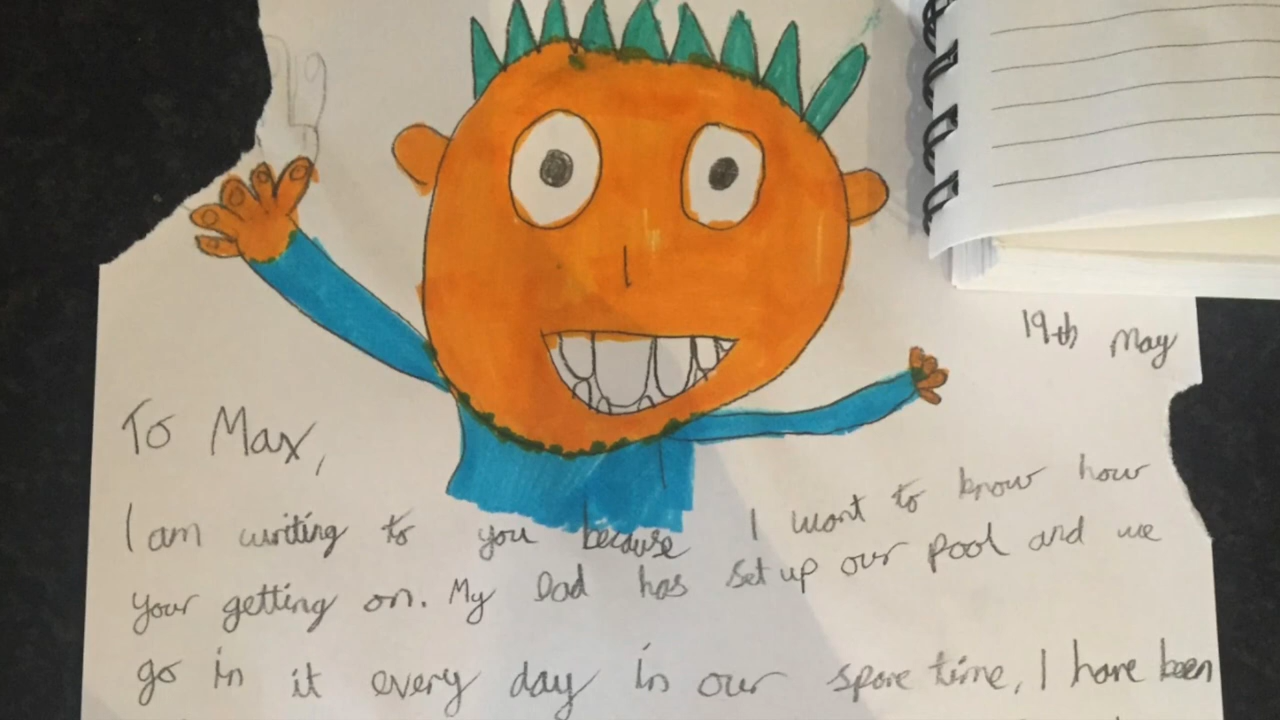 19th May
To Max,
I am writing to you because I want to know how
your getting on. My Dad has set up our pool and we
go in it every day in our spare time, I have been